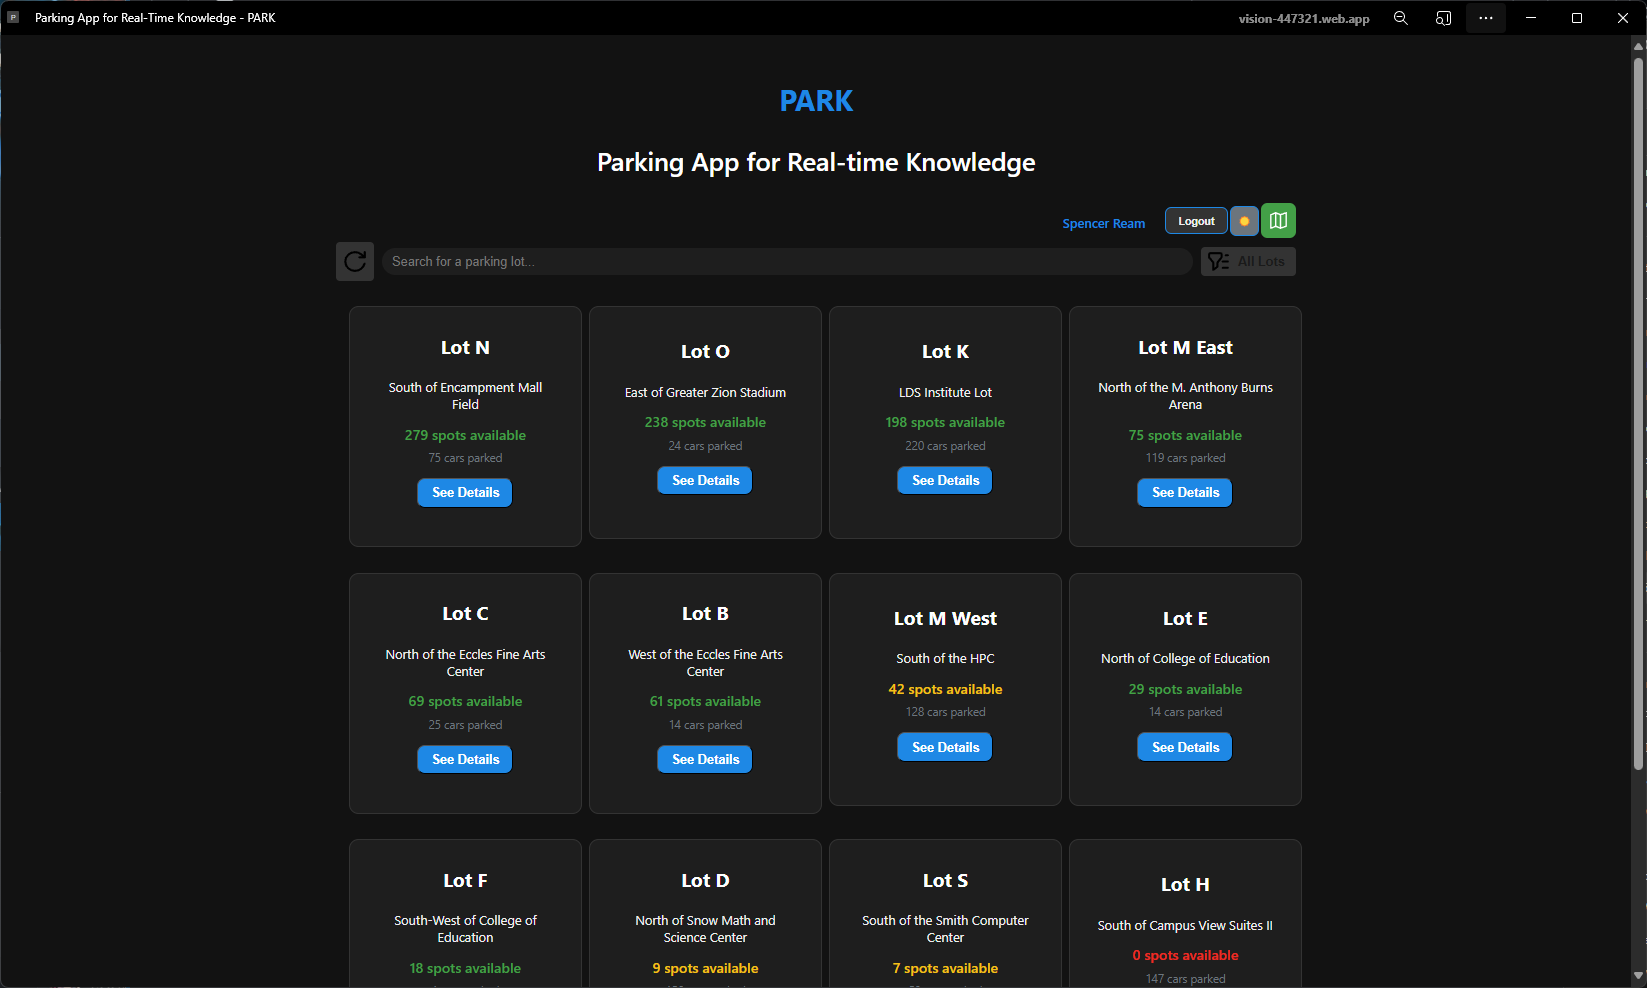 Parking App for Real-Time Knowledge - PARK
vision-447321.web.app
PARK
Parking App for Real-time Knowledge
Spencer Ream
Logout
Search for a parking lot...
All Lots
Lot N
South of Encampment Mall
Field
279 spots available
75 cars parked
See Details
Lot O
East of Greater Zion Stadium
238 spots available
24 cars parked
See Details
Lot K
LDS Institute Lot
198 spots available
220 cars parked
See Details
Lot M East
North of the M. Anthony Burns
Arena
75 spots available
119 cars parked
See Details
Lot C
North of the Eccles Fine Arts
Center
69 spots available
25 cars parked
See Details
Lot B
West of the Eccles Fine Arts
Center
61 spots available
14 cars parked
See Details
Lot M West
South of the HPC
42 spots available
128 cars parked
See Details
Lot E
North of College of Education
29 spots available
14 cars parked
See Details
Lot F
South-West of College of
Education
18 spots available
Lot D
North of Snow Math and
Science Center
9 spots available
Lot S
South of the Smith Computer
Center
7 spots available
Lot H
South of Campus View Suites II
0 spots available
147 cars parked